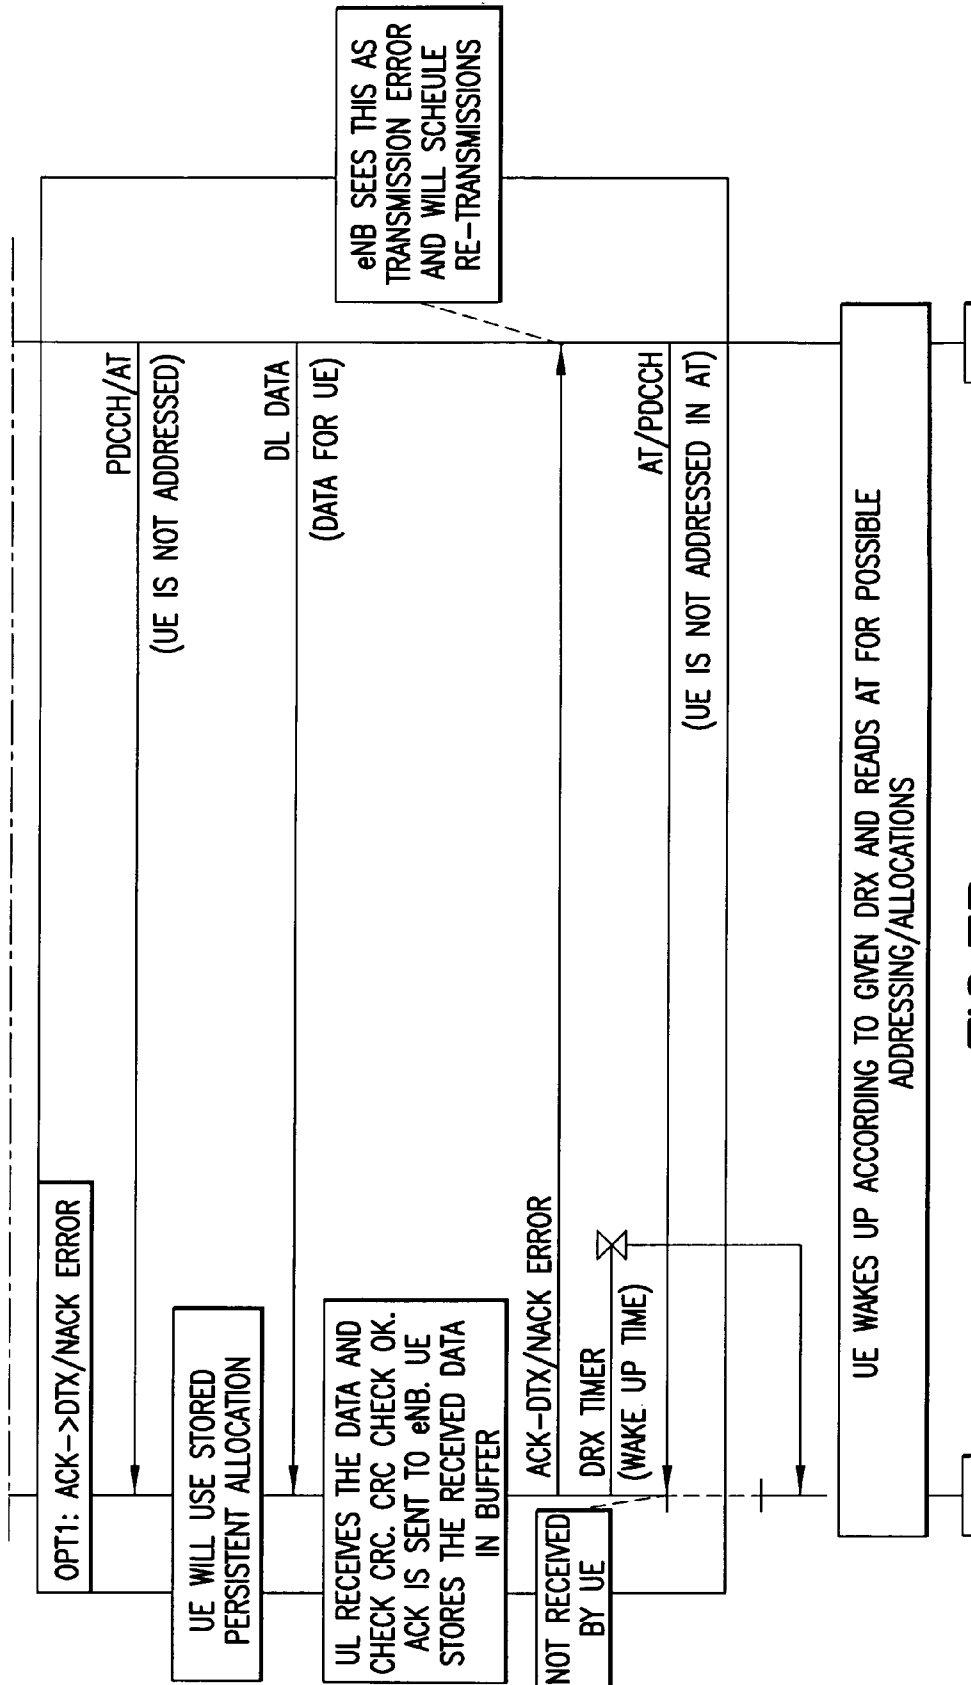 OPT1: ACK->DTX/NACK ERROR
PDCCH/AT
(UE IS NOT ADDRESSED)
UE WILL USE STORED
PERSISTENT ALLOCATION
DL DATA
(DATA FOR UE)
UL RECEIVES THE DATA AND
CHECK CRC. CRC CHECK OK.
ACK IS SENT TO eNB. UE
STORES THE RECEIVED DATA
IN BUFFER
eNB SEES THIS AS
TRANSMISSION ERROR
AND WILL SCHEULE
RE-TRANSMISSIONS
ACK-DTX/NACK ERROR
DRX TIMER
(WAKE UP TIME)
NOT RECEIVED
BY UE
AT/PDCCH
(UE IS NOT ADDRESSED IN AT)
UE WAKES UP ACCORDING TO GIVEN DRX AND READS AT FOR POSSIBLE
ADDRESSING/ALLOCATIONS